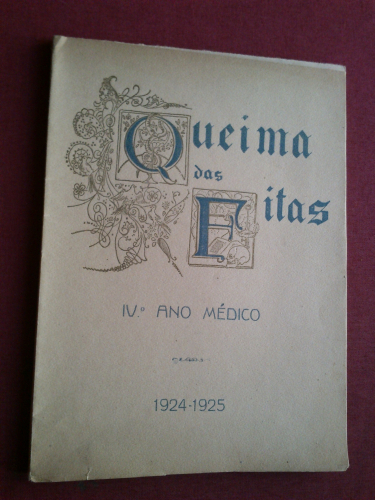 Queima
das
Fitas
IV.º ANO MÉDICO
1924-1925